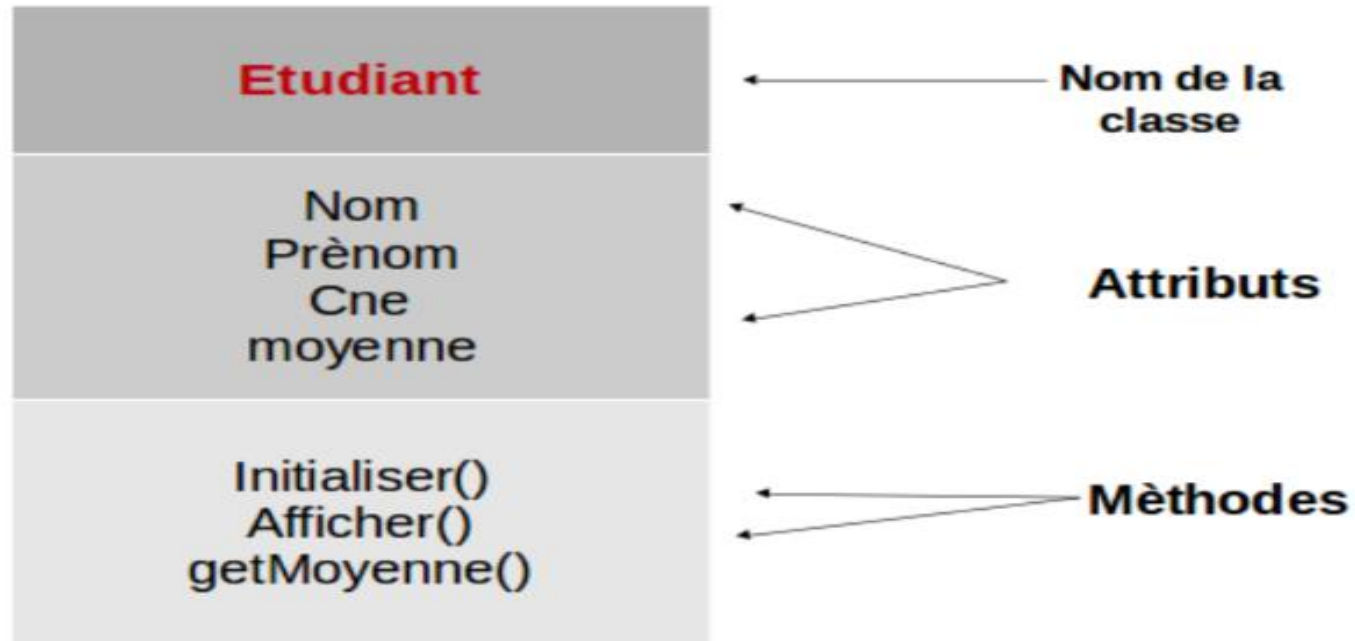 Etudiant
Nom de la
classe
Nom
Prènom
Cne
moyenne
Attributs
Initialiser()
Afficher()
getMoyenne()
Mèthodes